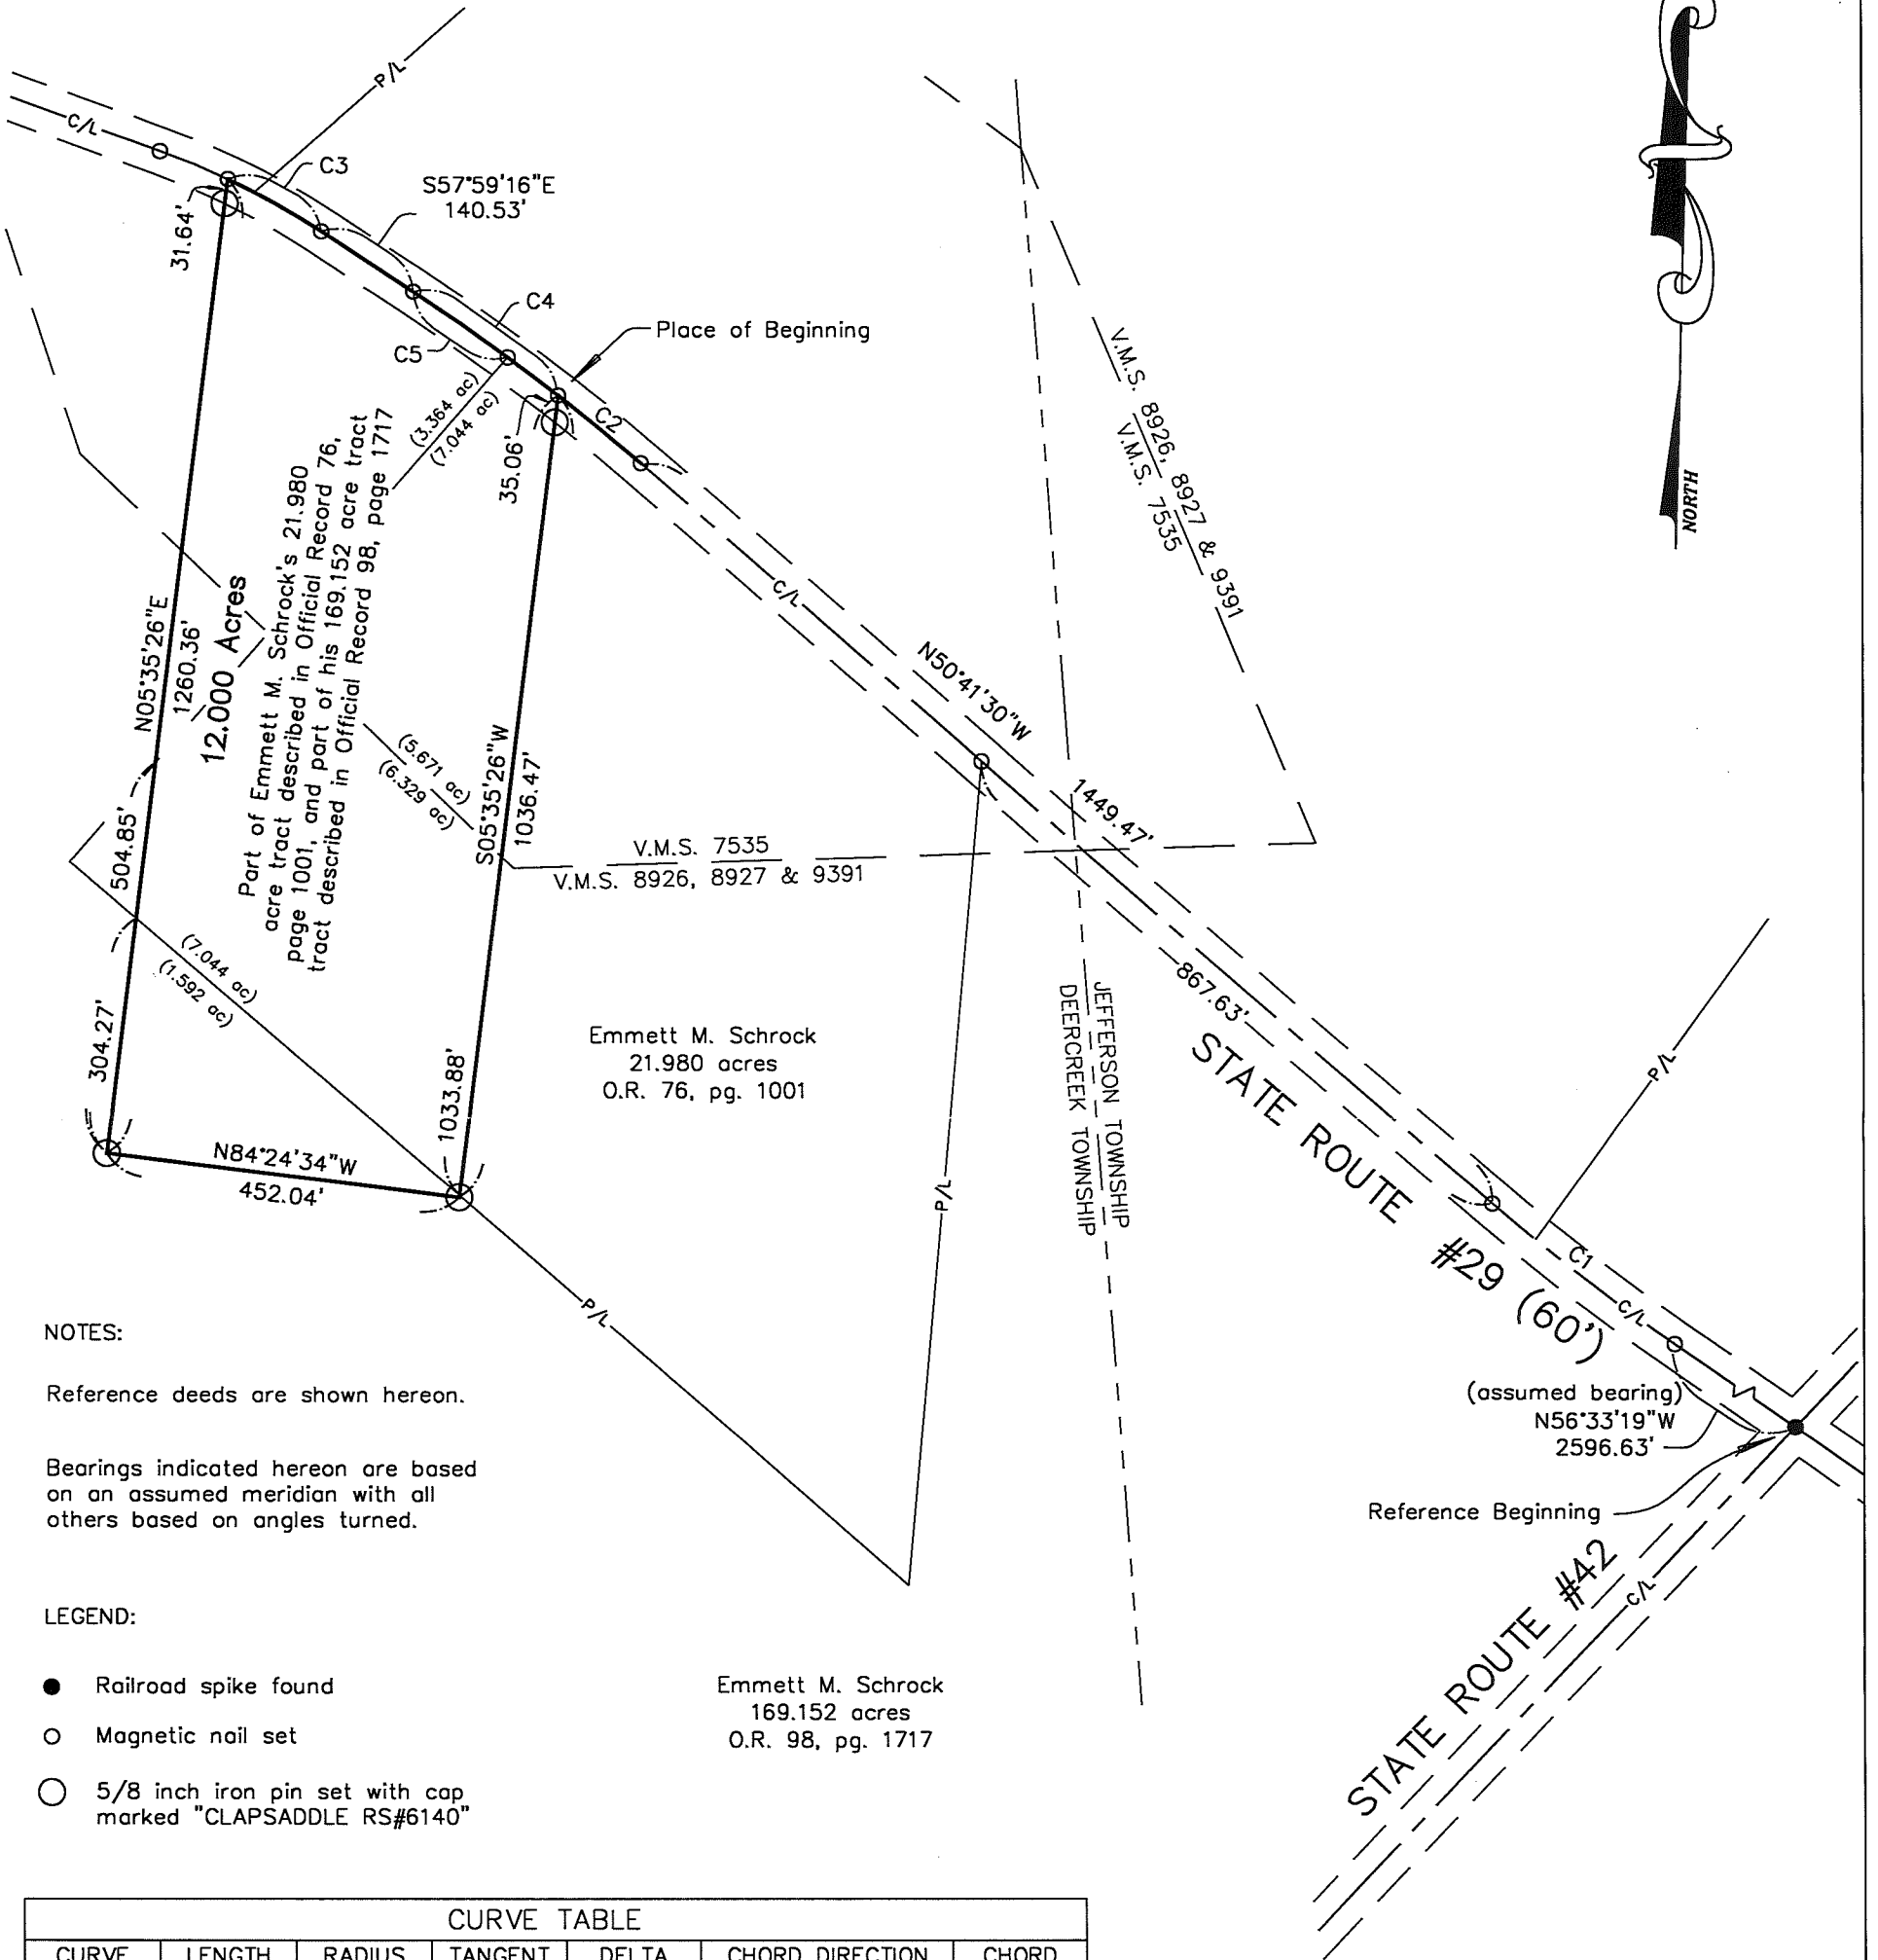 P/L
C/L
C3
S57°59'16"E
140.53'
31.64'
C4
C5
Place of Beginning
(3.364 ac)
(7.044 ac)
C2
35.06'
V.M.S. 8926, 8927 & 9391
V.M.S. 7535
NORTH
N05°35'26"E
1260.36'
12.000 Acres
Part of Emmett M. Schrock's 21.980
acre tract described in Official Record 76,
page 1001, and part of his 169.152 acre tract
tract described in Official Record 98, page 1717
C/L
N50°41'30"W
1449.47'
(5.671 ac)
(6.329 ac)
S05°35'26"W
1036.47'
504.85'
V.M.S. 7535
V.M.S. 8926, 8927 & 9391
(7.044 ac)
(1.592 ac)
867.63'
JEFFERSON TOWNSHIP
DEERCREEK TOWNSHIP
304.27'
Emmett M. Schrock
21.980 acres
O.R. 76, pg. 1001
1033.88'
STATE ROUTE #29 (60')
P/L
N84°24'34"W
452.04'
P/L
C1
C/L
P/L
NOTES:
Reference deeds are shown hereon.
(assumed bearing)
N56°33'19"W
2596.63'
Bearings indicated hereon are based
on an assumed meridian with all
others based on angles turned.
Reference Beginning
STATE ROUTE #42
C/L
LEGEND:
Railroad spike found
Magnetic nail set
5/8 inch iron pin set with cap
marked "CLAPSADDLE RS#6140"
Emmett M. Schrock
169.152 acres
O.R. 98, pg. 1717
CURVE TABLE
CURVE LENGTH RADIUS TANGENT DELTA CHORD DIRECTION CHORD